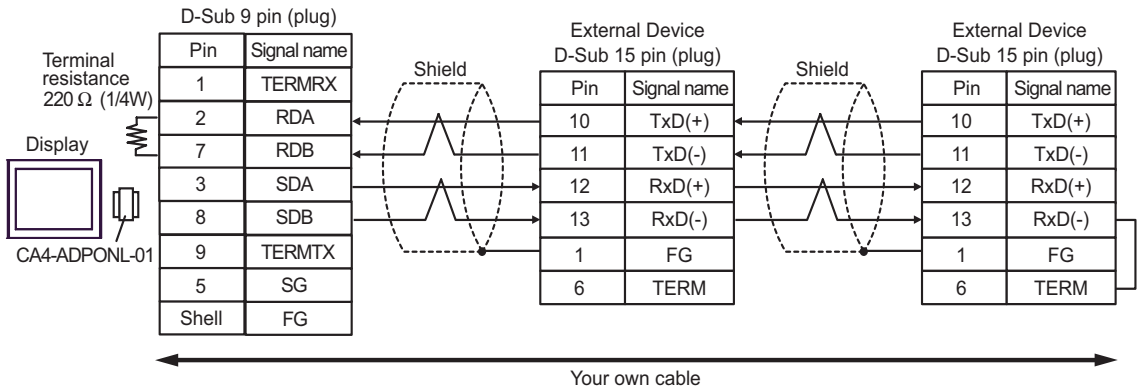 D-Sub 9 pin (plug)
Pin Signal name
1 TERMRX
2 RDA
7 RDB
3 SDA
8 SDB
9 TERMTX
5 SG
Shell FG
Terminal
resistance
220 Ω (1/4W)
Display
CA4-ADPONL-01
Shield
External Device
D-Sub 15 pin (plug)
Pin Signal name
10 TxD(+)
11 TxD(-)
12 RxD(+)
13 RxD(-)
1 FG
6 TERM
Shield
External Device
D-Sub 15 pin (plug)
Pin Signal name
10 TxD(+)
11 TxD(-)
12 RxD(+)
13 RxD(-)
1 FG
6 TERM
Your own cable